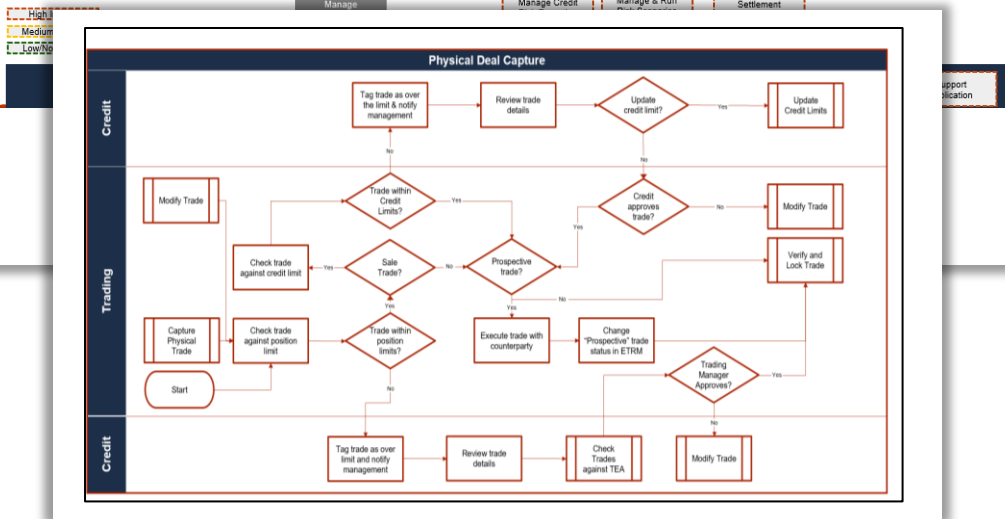 Manage
Manage Credit
Manage & Run
Settlement
High
Medium
Low/No
upport
plication
Physical Deal Capture
Credit
Tag trade as over
the limit & notify
management
Review trade
details
Update
credit limit?
Yes
Update
Credit Limits
No
No
Trading
Modify Trade
Trade within
Credit
Limits?
Yes
Credit
approves
trade?
No
Modify Trade
Yes
Check trade
against credit limit
Yes
Sale
Trade?
No
Prospective
trade?
Verify and
Lock Trade
Yes
Yes
No
Capture
Physical
Trade
Check trade
against position
limit
Trade within
position
limits?
Execute trade with
counterparty
Change
"Prospective" trade
status in ETRM
Start
No
Trading
Manager
Approves?
Yes
No
Credit
Tag trade as over
limit and notify
management
Review trade
details
Check
Trades
against TEA
Modify Trade